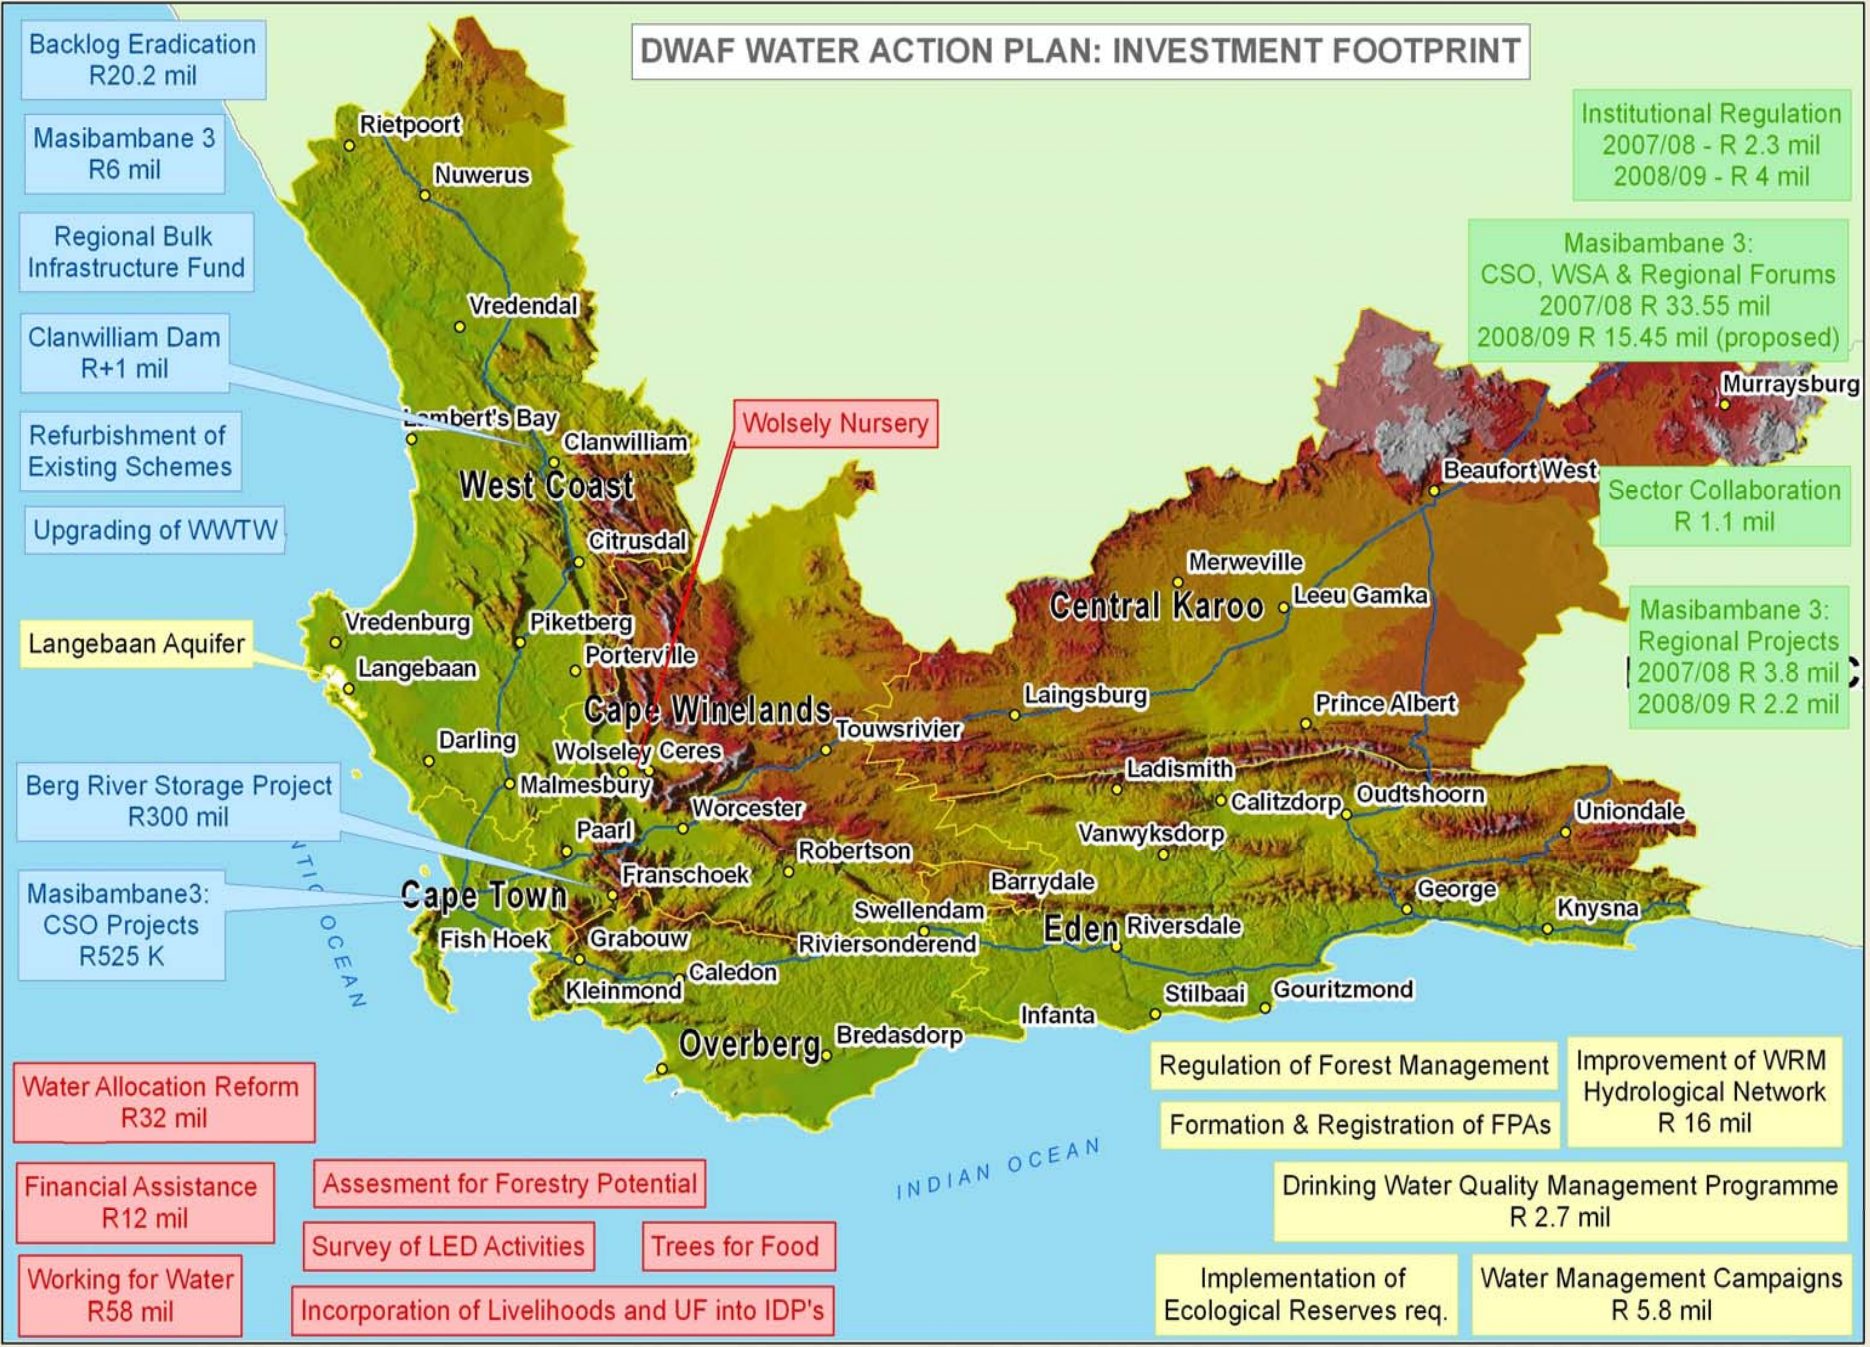 DWAF WATER ACTION PLAN: INVESTMENT FOOTPRINT
Backlog Eradication
R20.2 mil
Masibambane 3
R6 mil
Regional Bulk
Infrastructure Fund
Clanwilliam Dam
R+1 mil
Refurbishment of
Existing Schemes
Upgrading of WWTW
Langebaan Aquifer
Berg River Storage Project
R300 mil
Masibambane3:
CSO Projects
R525 K
Water Allocation Reform
R32 mil
Financial Assistance
R12 mil
Working for Water
R58 mil
Assesment for Forestry Potential
Survey of LED Activities
Trees for Food
Incorporation of Livelihoods and UF into IDP's
Wolsely Nursery
Institutional Regulation
2007/08 - R 2.3 mil
2008/09 - R 4 mil
Masibambane 3:
CSO, WSA & Regional Forums
2007/08 R 33.55 mil
2008/09 R 15.45 mil (proposed)
Sector Collaboration
R 1.1 mil
Masibambane 3:
Regional Projects
2007/08 R 3.8 mil
2008/09 R 2.2 mil
Regulation of Forest Management
Improvement of WRM
Hydrological Network
R 16 mil
Formation & Registration of FPAs
Drinking Water Quality Management Programme
R 2.7 mil
Implementation of
Ecological Reserves req.
Water Management Campaigns
R 5.8 mil
Rietpoort
Nuwerus
Vredendal
Lambert's Bay
Clanwilliam
West Coast
Citrusdal
Vredenburg
Piketberg
Langebaan
Porterville
Cape Winelands
Darling
Wolseley
Ceres
Touwsrivier
Malmesbury
Worcester
Paarl
Robertson
Franschoek
Cape Town
Fish Hoek
Grabouw
Swellendam
Riviersonderend
Caledon
Kleinmond
Overberg
Bredasdorp
Infanta
Barrydale
Eden
Riversdale
Stilbaai
Gouritzmond
Murraysburg
Beaufort West
Merweville
Leeu Gamka
Central Karoo
Laingsburg
Prince Albert
Ladismith
Calitzdorp
Oudtshoorn
Vanwyksdorp
Uniondale
George
Knysna
NTIC OCEAN
INDIAN OCEAN